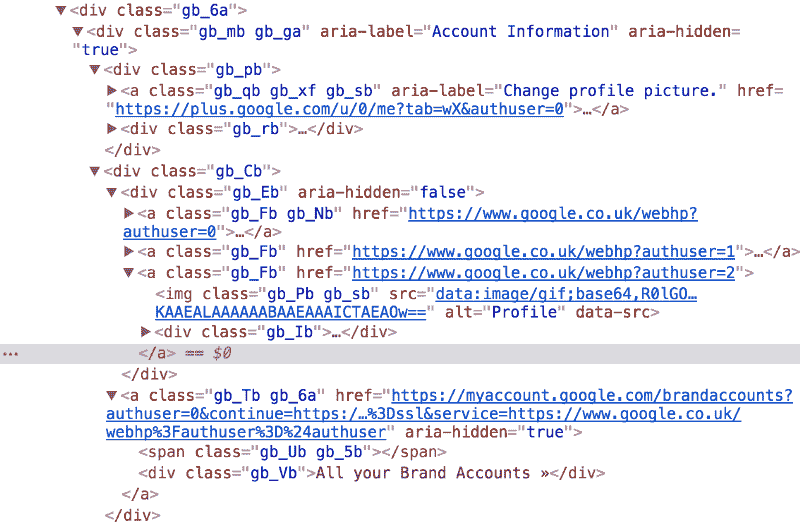 ▼<div class="gb_6a">
▼<div class="gb_mb gb_ga" aria-label="Account Information" aria-hidden=
"true">
▼<div class="gb_pb">
▶<a class="gb_qb gb_xf gb_sb" aria-label="Change profile picture." href=
"https://plus.google.com/u/0/me?tab=wX&authuser=0">…</a>
▶<div class="gb_rb">…</div>
</div>
▼<div class="gb_Cb">
▼<div class="gb_Eb" aria-hidden="false">
▶<a class="gb_Fb gb_Nb" href="https://www.google.co.uk/webhp?
authuser=0">…</a>
▶<a class="gb_Fb" href="https://www.google.co.uk/webhp?authuser=1">…</a>
▼<a class="gb_Fb" href="https://www.google.co.uk/webhp?authuser=2">
<img class="gb_Pb gb_sb" src="data:image/gif;base64,R0lGO…
KAAEALAAAAAABAAEAAAICTAEAOw==" alt="Profile" data-src>
▶<div class="gb_Ib">…</div>
… </a> == $0
</div>
▼<a class="gb_Tb gb_6a" href="https://myaccount.google.com/brandaccounts?
authuser=0&continue=https:/…%3Dssl&service=https://www.google.co.uk/
webhp%3Fauthuser%3D%24authuser" aria-hidden="true">
<span class="gb_Ub gb_5b"></span>
<div class="gb_Vb">All your Brand Accounts »</div>
</a>
</div>